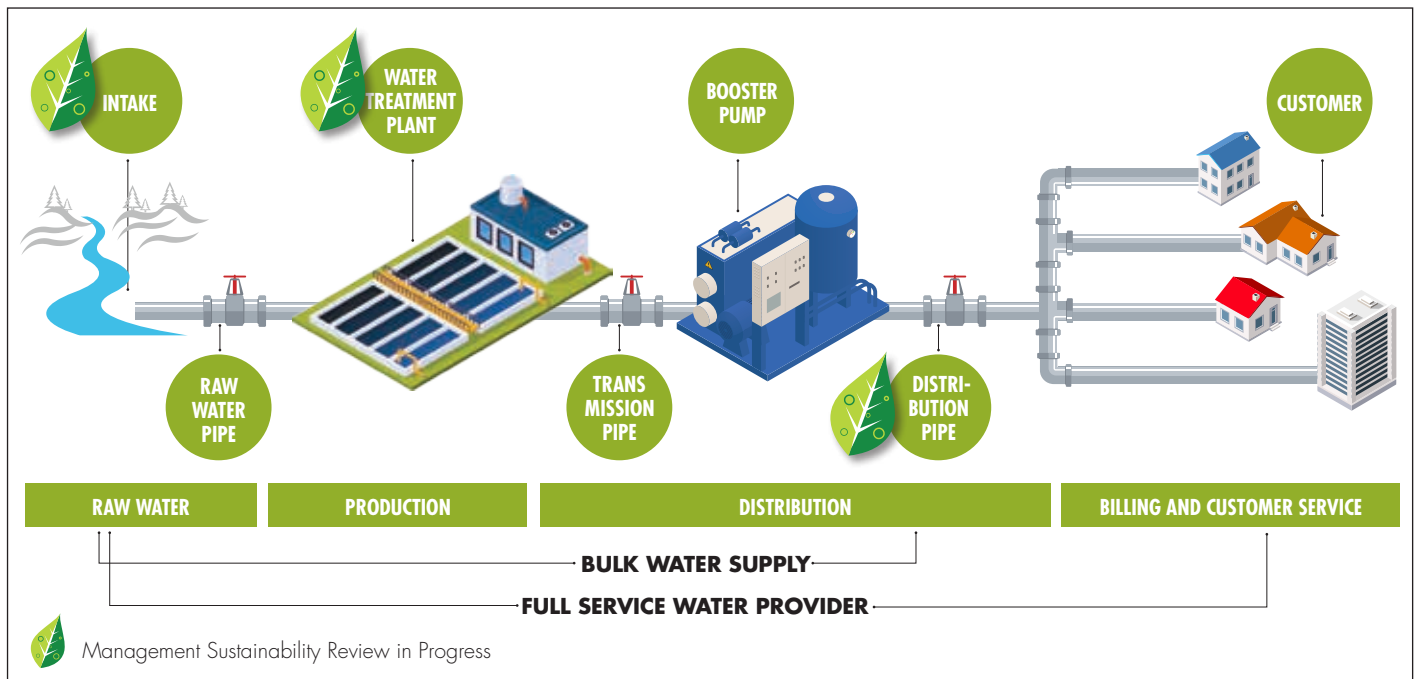 INTAKE
WATER
TREATMENT
PLANT
BOOSTER
PUMP
CUSTOMER
RAW
WATER
PIPE
TRANS
MISSION
PIPE
DISTRI-
BUTION
PIPE
RAW WATER
PRODUCTION
DISTRIBUTION
BILLING AND CUSTOMER SERVICE
BULK WATER SUPPLY
FULL SERVICE WATER PROVIDER
Management Sustainability Review in Progress